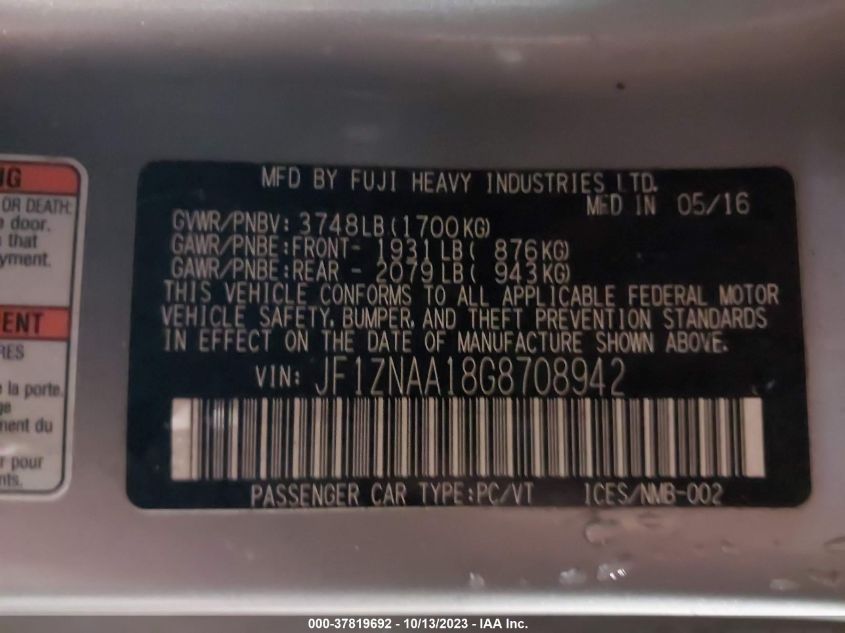 NG
OR DEATH:
e door.
s that
yment.
ENT
RES
e la porte.
ge
ment du
r pour
nts.
MFD BY FUJI HEAVY INDUSTRIES LTD.
MFD IN 05/16
GVWR/PNBV: 3748LB(1700KG)
GAWR/PNBE:FRONT- 1931LB( 876KG)
GAWR/PNBE:REAR - 2079LB( 943KG)
THIS VEHICLE CONFORMS TO ALL APPLICABLE FEDERAL MOTOR
VEHICLE SAFETY, BUMPER, AND THEFT PREVENTION STANDARDS
IN EFFECT ON THE DATE OF MANUFACTURE SHOWN ABOVE.
VIN: JF1ZNAA18G8708942
PASSENGER CAR TYPE:PC/VT ICES/NMB-002
000-37819692 - 10/13/2023 - IAA Inc.